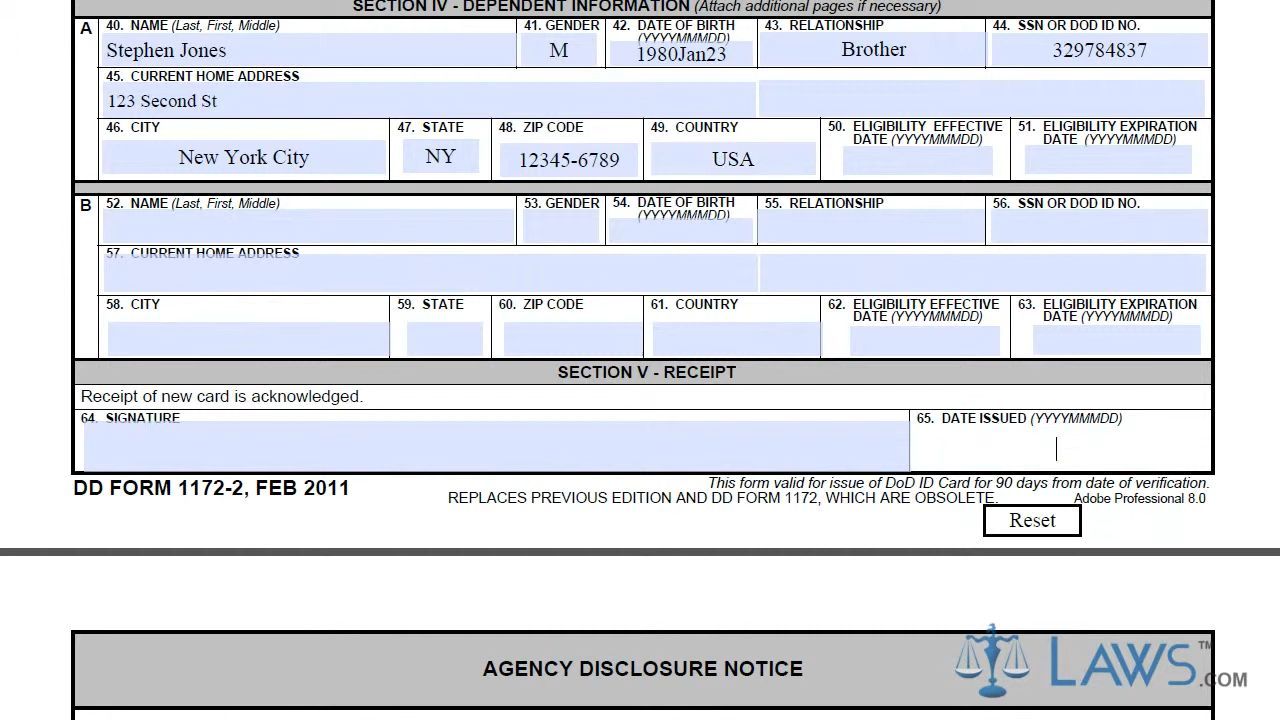 SECTION IV - DEPENDENT INFORMATION (Attach additional pages if necessary)
A
40. NAME (Last, First, Middle)
Stephen Jones
41. GENDER
M
42. DATE OF BIRTH
(YYYYMMMDD)
1980Jan23
43. RELATIONSHIP
Brother
44. SSN OR DOD ID NO.
329784837
45. CURRENT HOME ADDRESS
123 Second St
46. CITY
New York City
47. STATE
NY
48. ZIP CODE
12345-6789
49. COUNTRY
USA
50. ELIGIBILITY EFFECTIVE
DATE (YYYYMMMDD)
51. ELIGIBILITY EXPIRATION
DATE (YYYYMMMDD)
B
52. NAME (Last, First, Middle)
53. GENDER
54. DATE OF BIRTH
(YYYYMMMDD)
55. RELATIONSHIP
56. SSN OR DOD ID NO.
57. CURRENT HOME ADDRESS
58. CITY
59. STATE
60. ZIP CODE
61. COUNTRY
62. ELIGIBILITY EFFECTIVE
DATE (YYYYMMMDD)
63. ELIGIBILITY EXPIRATION
DATE (YYYYMMMDD)
SECTION V - RECEIPT
Receipt of new card is acknowledged.
64. SIGNATURE
65. DATE ISSUED (YYYYMMMDD)
DD FORM 1172-2, FEB 2011
This form valid for issue of DoD ID Card for 90 days from date of verification.
REPLACES PREVIOUS EDITION AND DD FORM 1172, WHICH ARE OBSOLETE.
Adobe Professional 8.0
Reset
AGENCY DISCLOSURE NOTICE
LAWS.COM
TM